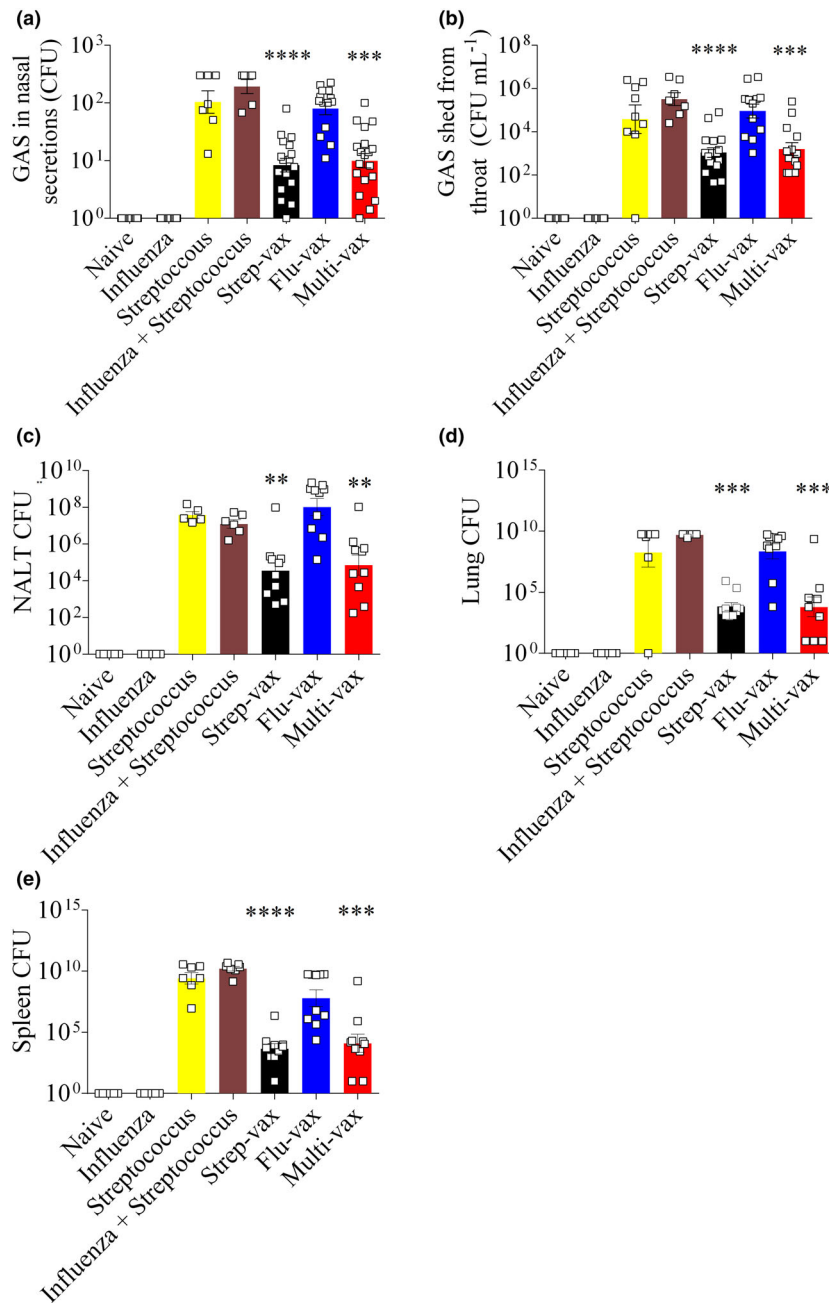 (a)
GAS in nasal
secretions (CFU)
10³
10²
10¹
10⁰
****
***
Naive
Influenza
Streptoccous
Influenza + Streptococcus
Strep-vax
Flu-vax
Multi-vax
(b)
GAS shed from
throat (CFU mL⁻¹)
10⁸
10⁶
10⁴
10²
10⁰
****
***
Naive
Influenza
Streptococcus
Influenza + Streptococcus
Strep-vax
Flu-vax
Multi-vax
(c)
NALT CFU
10¹⁰
10⁸
10⁶
10⁴
10²
10⁰
**
**
Naive
Influenza
Streptococcus
Influenza + Streptococcus
Strep-vax
Flu-vax
Multi-vax
(d)
Lung CFU
10¹⁵
10¹⁰
10⁵
10⁰
***
***
Naive
Influenza
Streptococcus
Influenza + Streptococcus
Strep-vax
Flu-vax
Multi-vax
(e)
Spleen CFU
10¹⁵
10¹⁰
10⁵
10⁰
****
***
Naive
Influenza
Streptococcus
Influenza + Streptococcus
Strep-vax
Flu-vax
Multi-vax